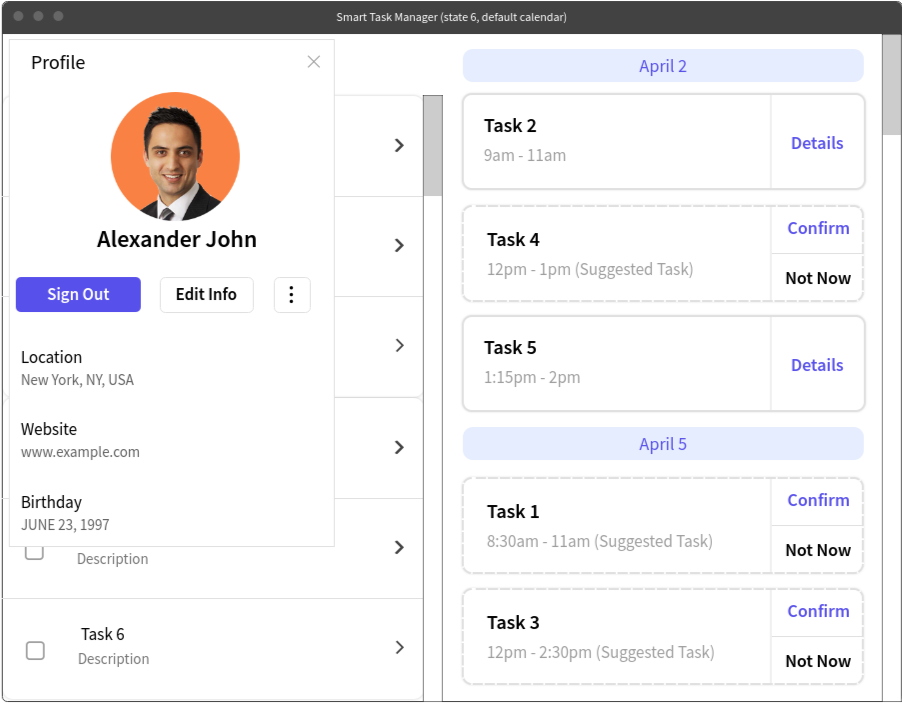 Smart Task Manager (state 6, default calendar)
Profile
Alexander John
Sign Out
Edit Info
Location
New York, NY, USA
Website
www.example.com
Birthday
JUNE 23, 1997
Description
Task 6
Description
April 2
Task 2
9am - 11am
Details
Task 4
12pm - 1pm (Suggested Task)
Confirm
Not Now
Task 5
1:15pm - 2pm
Details
April 5
Task 1
8:30am - 11am (Suggested Task)
Confirm
Not Now
Task 3
12pm - 2:30pm (Suggested Task)
Confirm
Not Now